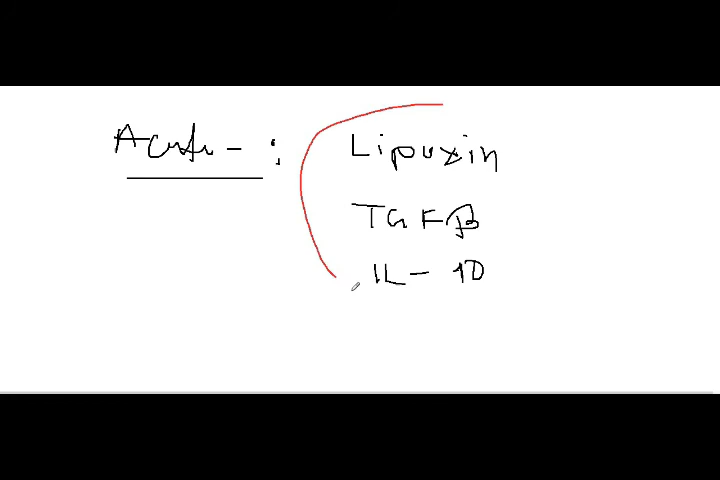 Acute - :
Lipoxin
TGFβ
IL - 10